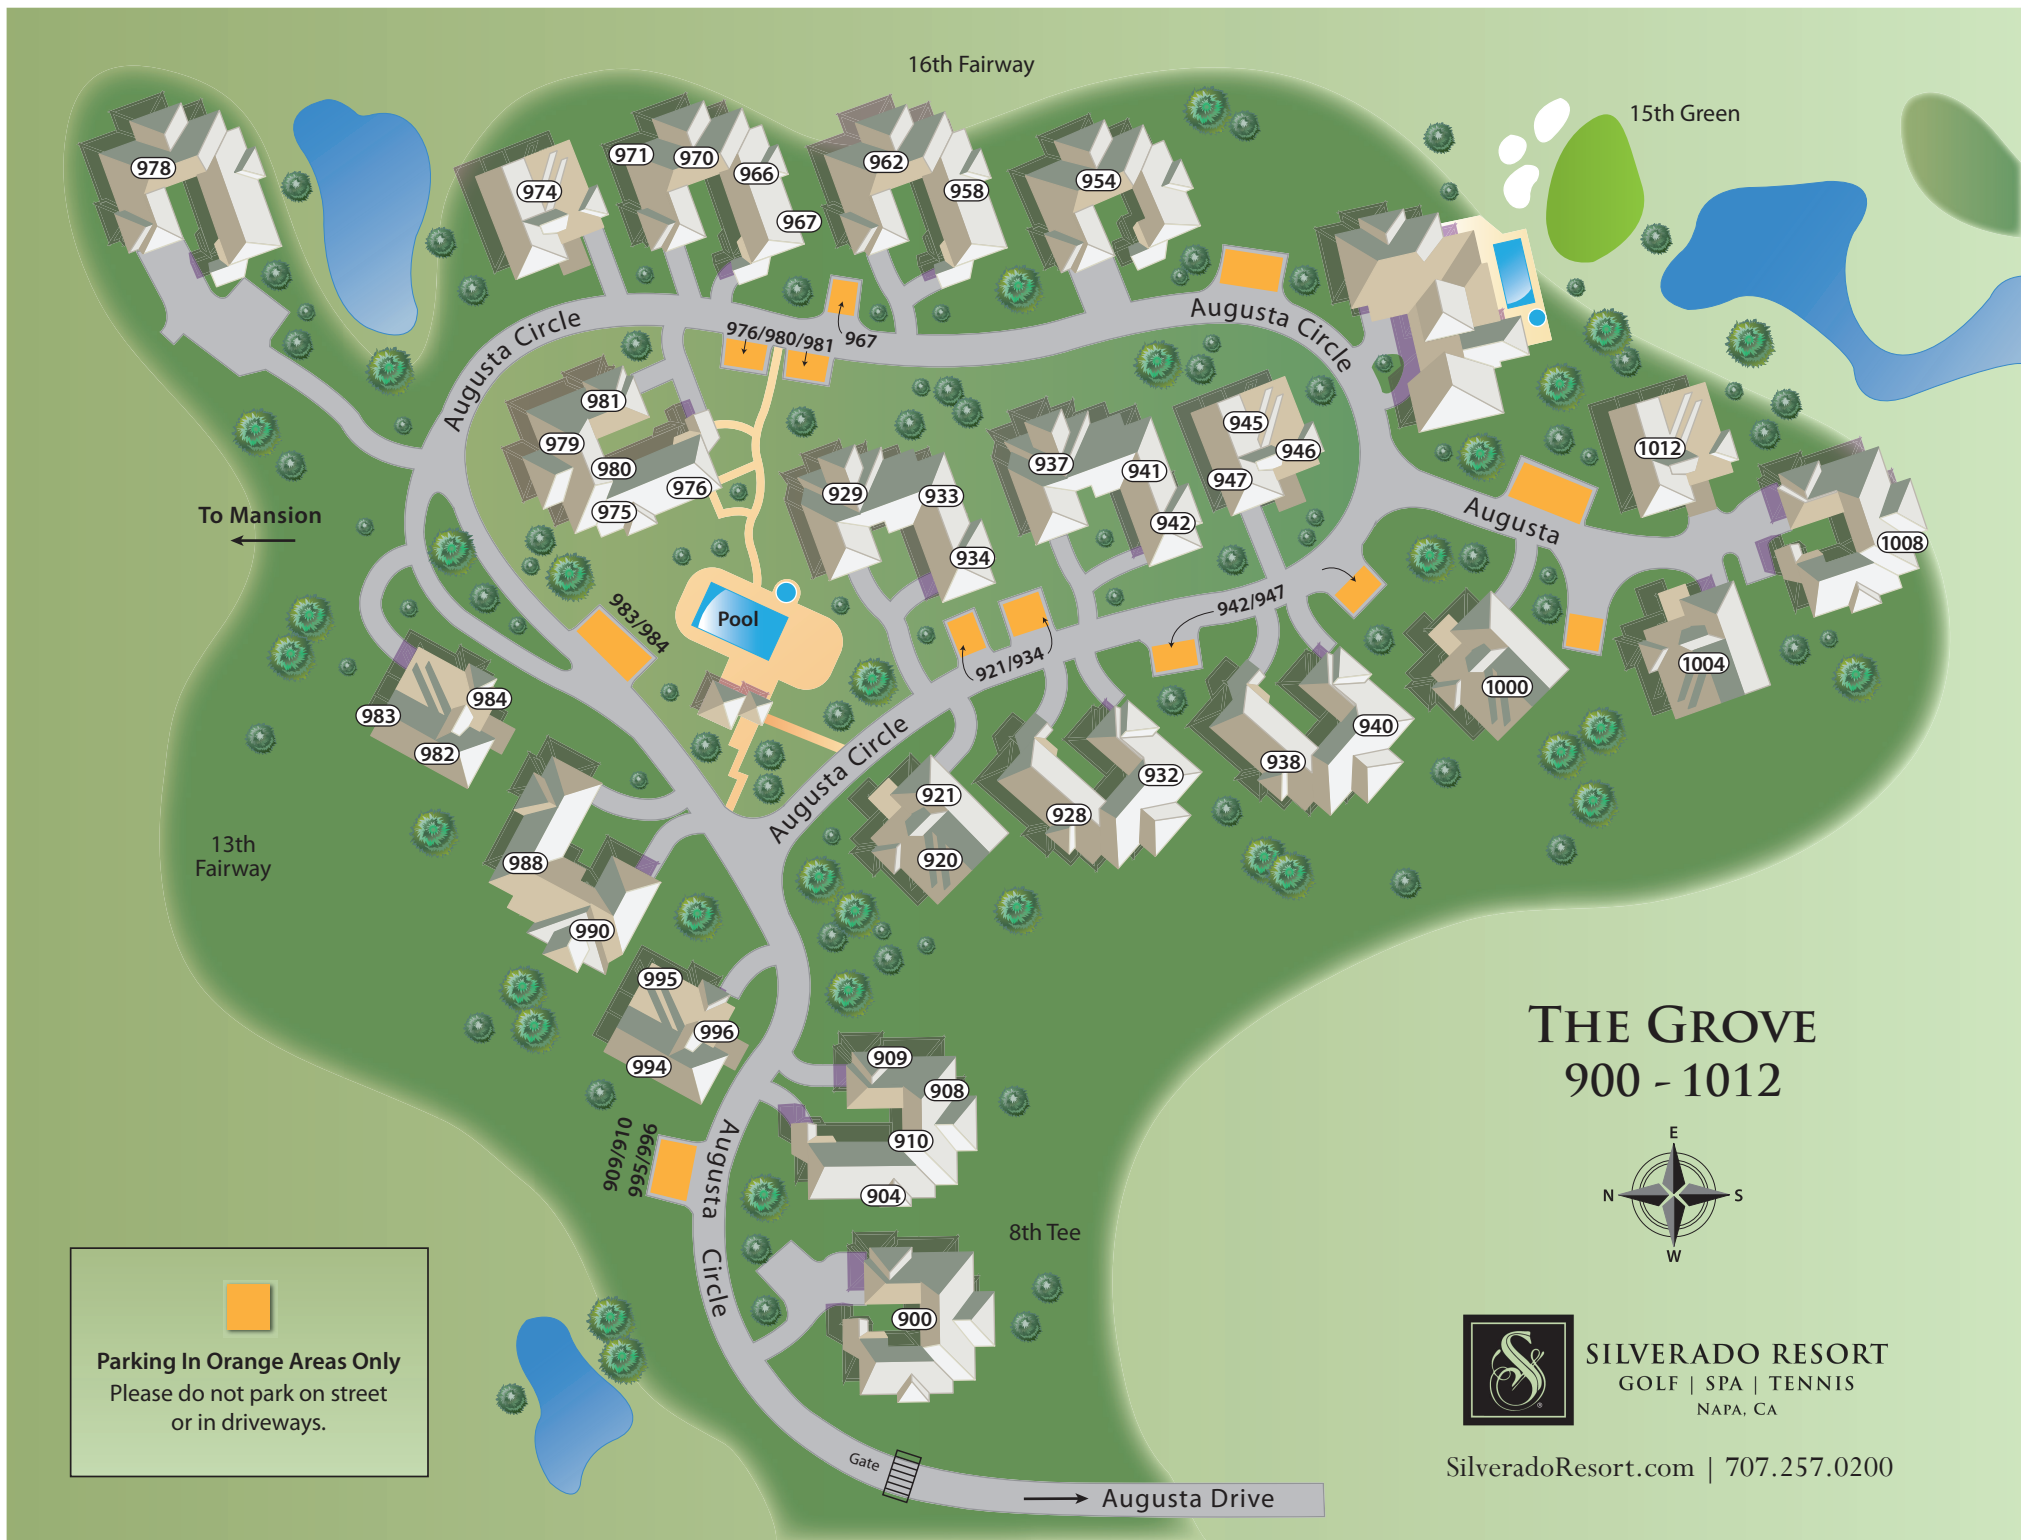 16th Fairway
15th Green
978
974
971
970
966
967
962
958
954
Augusta Circle
976/980/981
967
Augusta Circle
981
979
980
976
975
929
933
934
937
941
942
945
946
947
1012
1008
Augusta
To Mansion
983/984
Pool
942/947
921/934
1004
1000
983
984
982
Augusta Circle
921
920
928
932
938
940
13th
Fairway
988
990
995
996
994
909
908
910
904
909/910
995/996
Augusta Circle
8th Tee
900
THE GROVE
900 - 1012
E
N
S
W
Parking In Orange Areas Only
Please do not park on street
or in driveways.
Gate
Augusta Drive
S
®
SILVERADO RESORT
GOLF | SPA | TENNIS
NAPA, CA
SilveradoResort.com | 707.257.0200